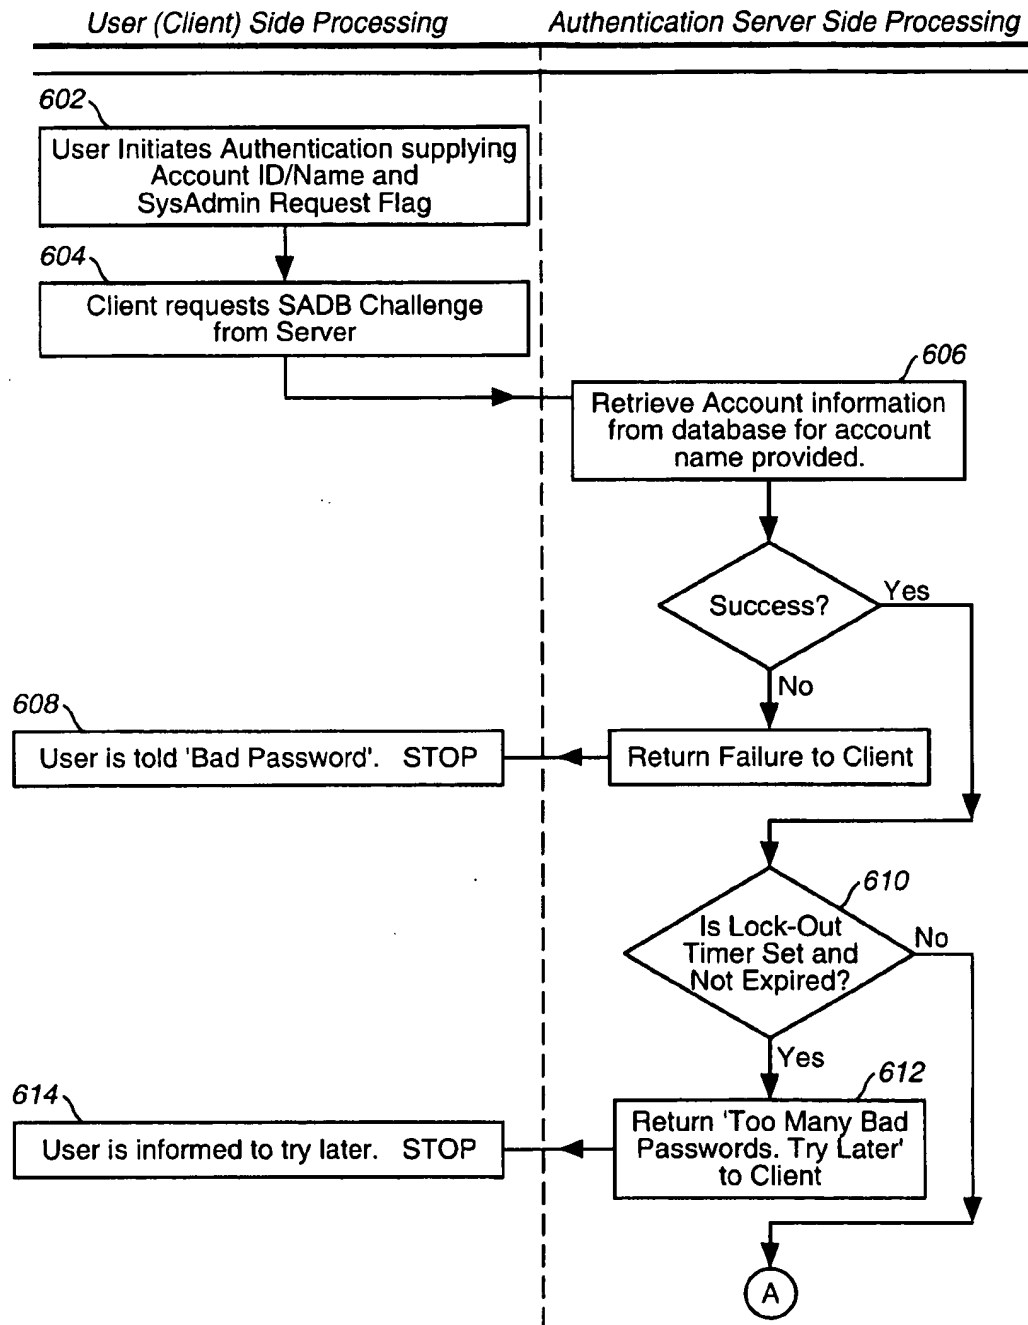 User (Client) Side Processing
Authentication Server Side Processing
602
User Initiates Authentication supplying
Account ID/Name and
SysAdmin Request Flag
604
Client requests SADB Challenge
from Server
606
Retrieve Account information
from database for account
name provided.
Success?
Yes
No
608
User is told 'Bad Password'. STOP
Return Failure to Client
610
Is Lock-Out
Timer Set and
Not Expired?
No
Yes
612
614
User is informed to try later. STOP
Return 'Too Many Bad
Passwords. Try Later'
to Client
A